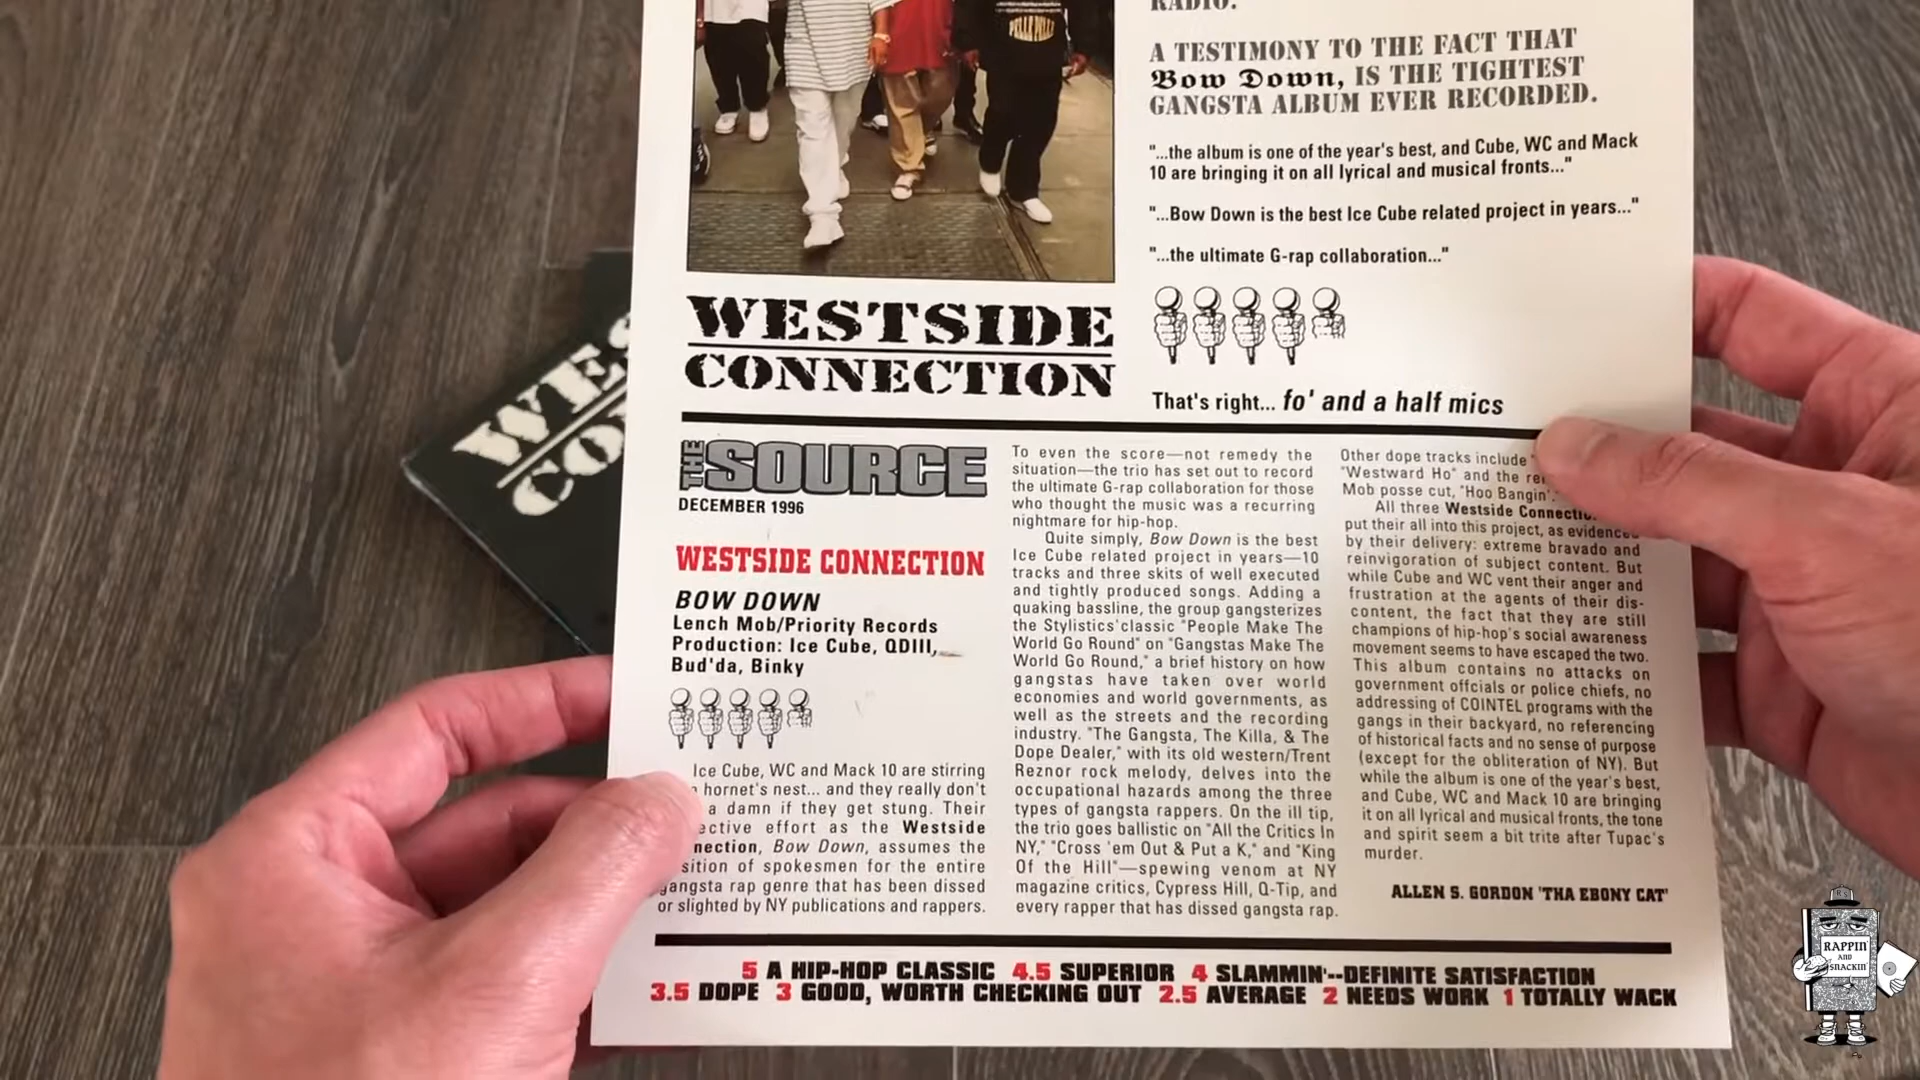 PELLE PELLE
RADIO.
A TESTIMONY TO THE FACT THAT
Bow Down, IS THE TIGHTEST
GANGSTA ALBUM EVER RECORDED.
"...the album is one of the year's best, and Cube, WC and Mack
10 are bringing it on all lyrical and musical fronts..."
"...Bow Down is the best Ice Cube related project in years..."
"...the ultimate G-rap collaboration..."
That's right... fo' and a half mics
WESTSIDE
CONNECTION
THE SOURCE
DECEMBER 1996
WESTSIDE CONNECTION
BOW DOWN
Lench Mob/Priority Records
Production: Ice Cube, QDIII,
Bud'da, Binky
Ice Cube, WC and Mack 10 are stirring
hornet's nest... and they really don't
a damn if they get stung. Their
ective effort as the Westside
nection, Bow Down, assumes the
sition of spokesmen for the entire
gangsta rap genre that has been dissed
or slighted by NY publications and rappers.
To even the score—not remedy the
situation—the trio has set out to record
the ultimate G-rap collaboration for those
who thought the music was a recurring
nightmare for hip-hop.
Quite simply, Bow Down is the best
Ice Cube related project in years—10
tracks and three skits of well executed
and tightly produced songs. Adding a
quaking bassline, the group gangsterizes
the Stylistics' classic "People Make The
World Go Round" on "Gangstas Make The
World Go Round," a brief history on how
gangstas have taken over world
economies and world governments, as
well as the streets and the recording
industry. "The Gangsta, The Killa, & The
Dope Dealer," with its old western/Trent
Reznor rock melody, delves into the
occupational hazards among the three
types of gangsta rappers. On the ill tip,
the trio goes ballistic on "All the Critics In
NY," "Cross 'em Out & Put a K," and "King
Of the Hill"—spewing venom at NY
magazine critics, Cypress Hill, Q-Tip, and
every rapper that has dissed gangsta rap.
Other dope tracks include "
"Westward Ho" and the re
Mob posse cut, "Hoo Bangin'."
All three Westside Connectio
put their all into this project, as evidenced
by their delivery: extreme bravado and
reinvigoration of subject content. But
while Cube and WC vent their anger and
frustration at the agents of their dis-
content, the fact that they are still
champions of hip-hop's social awareness
movement seems to have escaped the two.
This album contains no attacks on
government offcials or police chiefs, no
addressing of COINTEL programs with the
gangs in their backyard, no referencing
of historical facts and no sense of purpose
(except for the obliteration of NY). But
while the album is one of the year's best,
and Cube, WC and Mack 10 are bringing
it on all lyrical and musical fronts, the tone
and spirit seem a bit trite after Tupac's
murder.
ALLEN S. GORDON 'THA EBONY CAT'
5 A HIP-HOP CLASSIC 4.5 SUPERIOR 4 SLAMMIN'--DEFINITE SATISFACTION
3.5 DOPE 3 GOOD, WORTH CHECKING OUT 2.5 AVERAGE 2 NEEDS WORK 1 TOTALLY WACK
WES
CO
RAPPIN'
AND
SNACKIN'